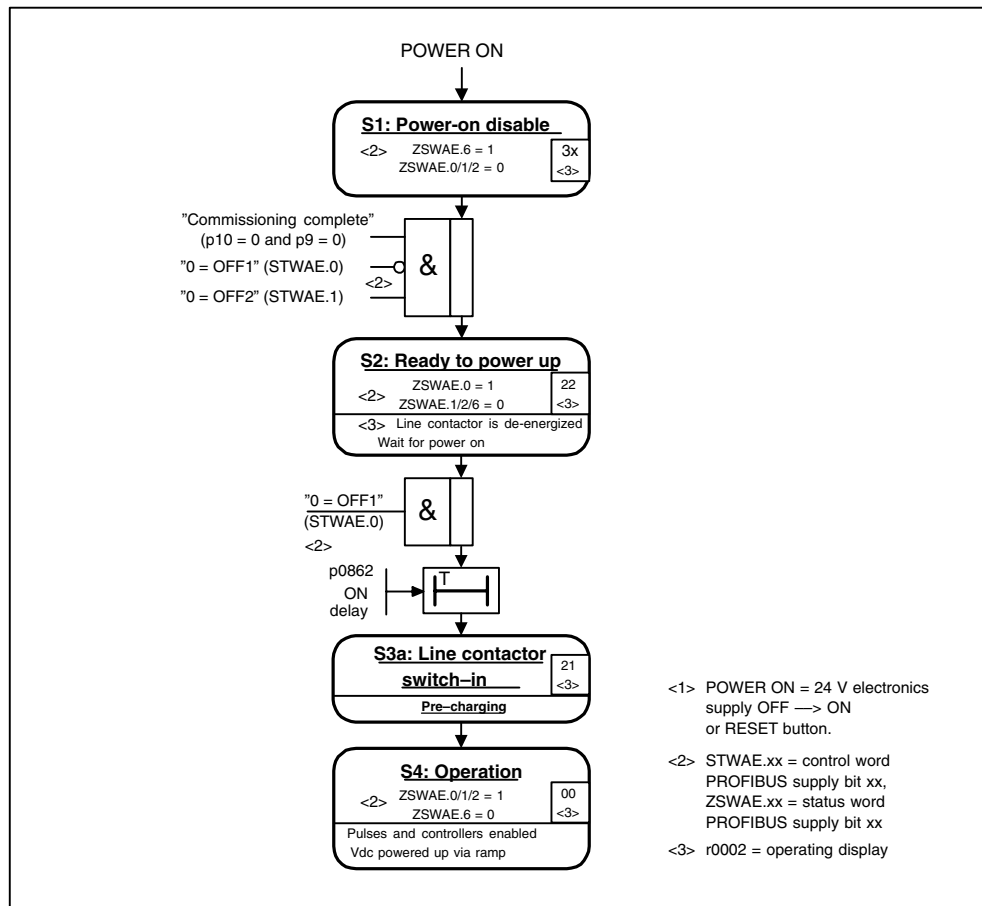 POWER ON
S1: Power-on disable
<2> ZSWAE.6 = 1
ZSWAE.0/1/2 = 0
3x
<3>
”Commissioning complete”
(p10 = 0 and p9 = 0)
”0 = OFF1” (STWAE.0)
<2>
”0 = OFF2” (STWAE.1)
&
S2: Ready to power up
<2> ZSWAE.0 = 1
ZSWAE.1/2/6 = 0
22
<3>
<3> Line contactor is de-energized
Wait for power on
”0 = OFF1”
(STWAE.0)
<2>
&
p0862
ON
delay
T
S3a: Line contactor
switch–in
21
<3>
Pre–charging
S4: Operation
<2> ZSWAE.0/1/2 = 1
ZSWAE.6 = 0
00
<3>
Pulses and controllers enabled
Vdc powered up via ramp
<1> POWER ON = 24 V electronics
supply OFF —> ON
or RESET button.
<2> STWAE.xx = control word
PROFIBUS supply bit xx,
ZSWAE.xx = status word
PROFIBUS supply bit xx
<3> r0002 = operating display